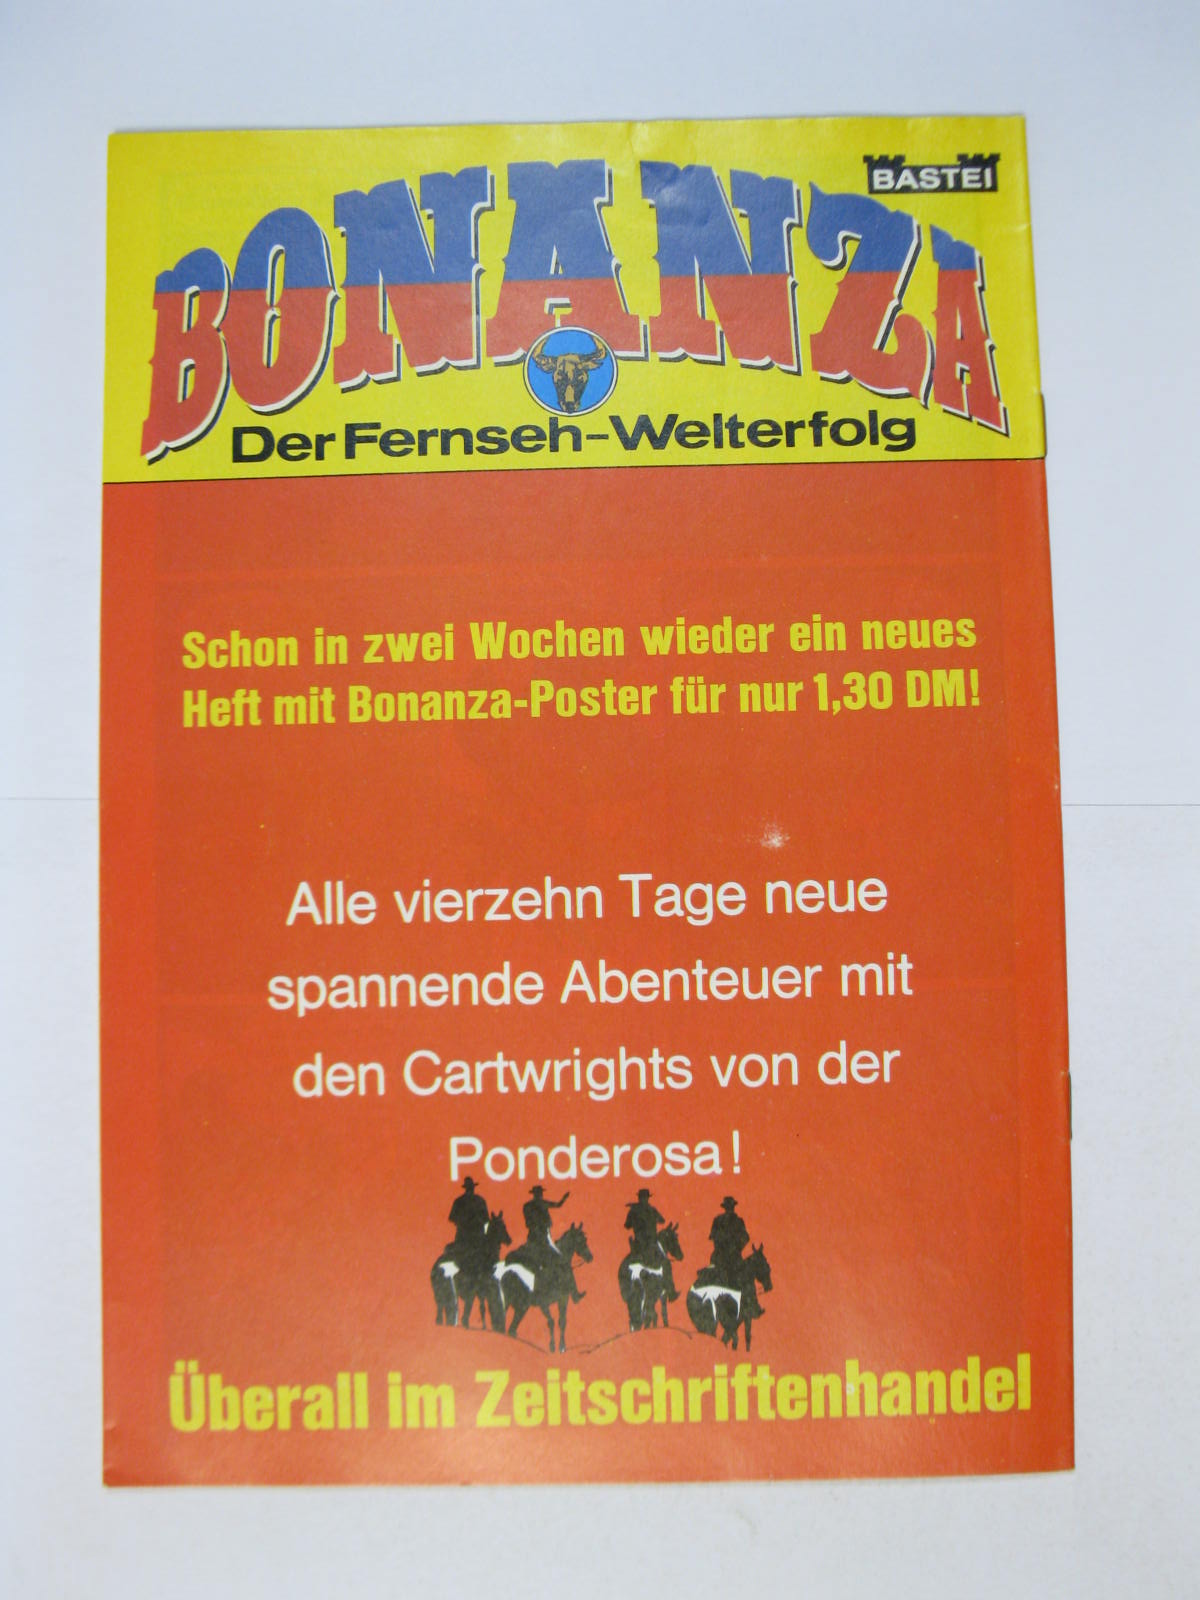 BASTEI
BONANZA
Der Fernseh-Welterfolg
Schon in zwei Wochen wieder ein neues
Heft mit Bonanza-Poster für nur 1,30 DM!
Alle vierzehn Tage neue
spannende Abenteuer mit
den Cartwrights von der
Ponderosa!
Überall im Zeitschriftenhandel